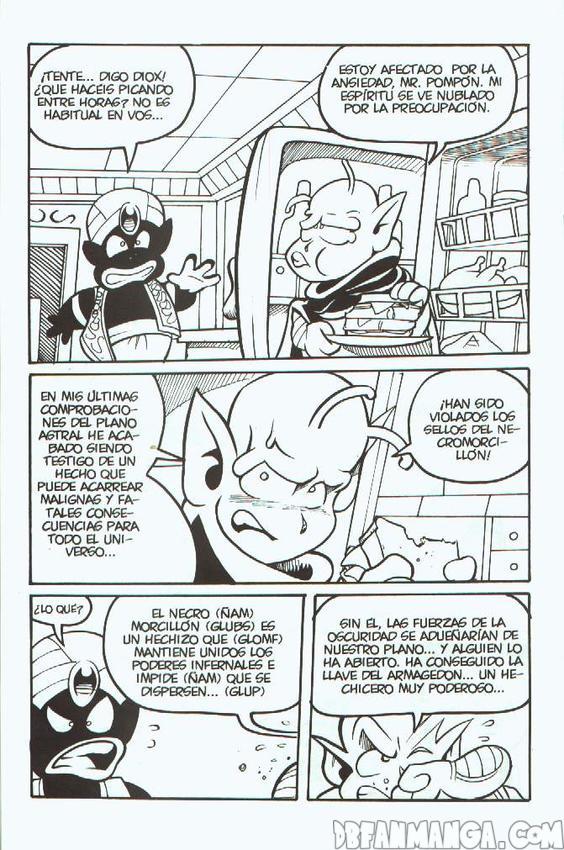 ¡TENTE... DIGO DIOX!
¿QUE HACÉIS PICANDO
ENTRE HORAS? NO ES
HABITUAL EN VOS...
ESTOY AFECTADO POR LA
ANSIEDAD, MR. POMPÓN. MI
ESPÍRITU SE VE NUBLADO
POR LA PREOCUPACIÓN.
EN MIS ÚLTIMAS
COMPROBACIO-
NES DEL PLANO
ASTRAL HE ACA-
BADO SIENDO
TESTIGO DE UN
HECHO QUE
PUEDE ACARREAR
MALIGNAS Y FA-
TALES CONSE-
CUENCIAS PARA
TODO EL UNI-
VERSO...
¡HAN SIDO
VIOLADOS LOS
SELLOS DEL NE-
CROMORCI-
LLÓN!
¿LO QUÉ?
EL NECRO (ÑAM)
MORCILLÓN (GLUBS) ES
UN HECHIZO QUE (GLOMF)
MANTIENE UNIDOS LOS
PODERES INFERNALES E
IMPIDE (ÑAM) QUE SE
DISPERSEN... (GLUP)
SIN EL, LAS FUERZAS DE LA
OSCURIDAD SE ADUEÑARÍAN DE
NUESTRO PLANO... Y ALGUIEN LO
HA ABIERTO. HA CONSEGUIDO LA
LLAVE DEL ARMAGEDON... UN HE-
CHICERO MUY PODEROSO...
DBFANMANGA.COM